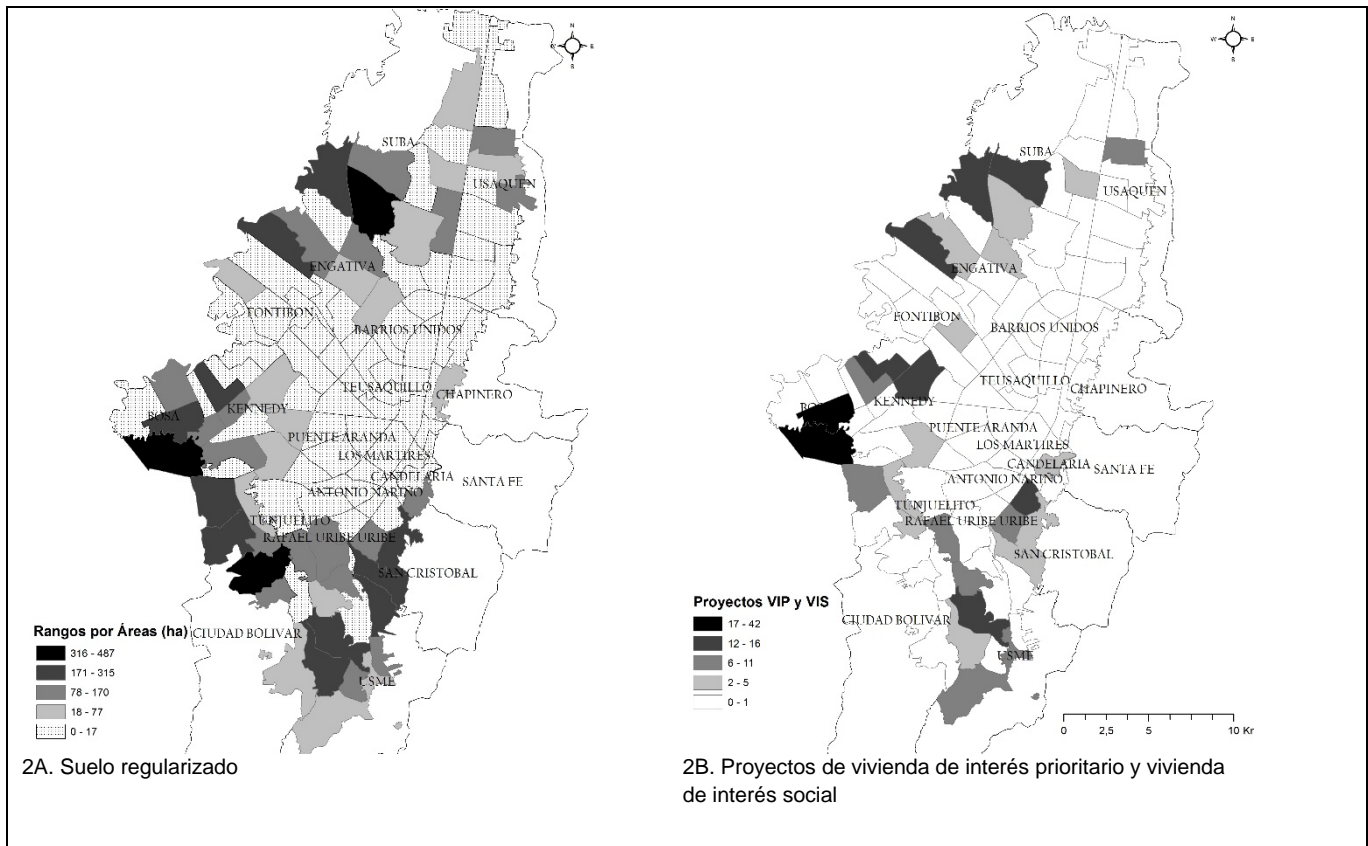 N
W E
S
SUBA
USAQUEN
ENGATIVA
FONTIBON
BARRIOS UNIDOS
TEUSAQUILLO
CHAPINERO
BOSA
KENNEDY
PUENTE ARANDA
LOS MARTIRES
CANDELARIA
SANTA FE
ANTONIO NARIÑO
TUNJUELITO
RAFAEL URIBE URIBE
SAN CRISTOBAL
CIUDAD BOLIVAR
USME
Rangos por Áreas (ha)
316 - 487
171 - 315
78 - 170
18 - 77
0 - 17
2A. Suelo regularizado
N
W E
S
SUBA
USAQUEN
ENGATIVA
FONTIBON
BARRIOS UNIDOS
TEUSAQUILLO
CHAPINERO
KENNEDY
PUENTE ARANDA
LOS MARTIRES
CANDELARIA
SANTA FE
ANTONIO NARIÑO
TUNJUELITO
RAFAEL URIBE URIBE
SAN CRISTOBAL
CIUDAD BOLIVAR
USME
Proyectos VIP y VIS
17 - 42
12 - 16
6 - 11
2 - 5
0 - 1
0 2,5 5 10 Kr
2B. Proyectos de vivienda de interés prioritario y vivienda
de interés social